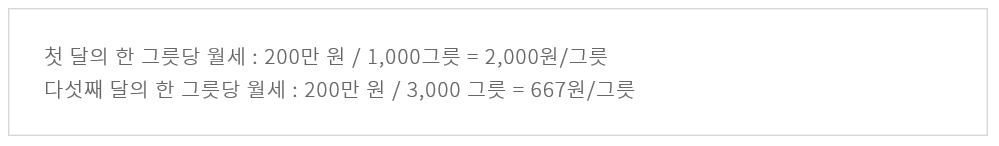 첫 달의 한 그릇당 월세 : 200만 원 / 1,000그릇 = 2,000원/그릇
다섯째 달의 한 그릇당 월세 : 200만 원 / 3,000 그릇 = 667원/그릇